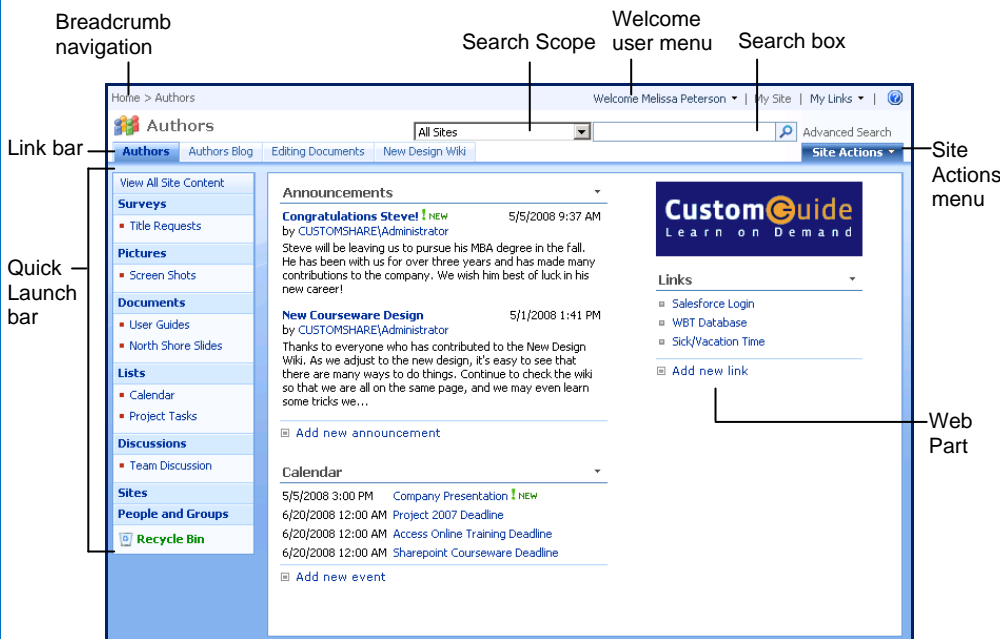 Breadcrumb
navigation
Search Scope
Welcome
user menu
Search box
Home > Authors
Welcome Melissa Peterson | My Site | My Links |
Authors
All Sites
Advanced Search
Link bar
Authors Authors Blog Editing Documents New Design Wiki
Site Actions
Site
Actions
menu
Quick
Launch
bar
View All Site Content
Surveys
Title Requests
Pictures
Screen Shots
Documents
User Guides
North Shore Slides
Lists
Calendar
Project Tasks
Discussions
Team Discussion
Sites
People and Groups
Recycle Bin
Announcements
Congratulations Steve! ! NEW 5/5/2008 9:37 AM
by CUSTOMSHARE\Administrator
Steve will be leaving us to pursue his MBA degree in the fall.
He has been with us for over three years and has made many
contributions to the company. We wish him best of luck in his
new career!
New Courseware Design 5/1/2008 1:41 PM
by CUSTOMSHARE\Administrator
Thanks to everyone who has contributed to the New Design
Wiki. As we adjust to the new design, it's easy to see that
there are many ways to do things. Continue to check the wiki
so that we are all on the same page, and we may even learn
some tricks we...
Add new announcement
Calendar
5/5/2008 3:00 PM Company Presentation ! NEW
6/20/2008 12:00 AM Project 2007 Deadline
6/20/2008 12:00 AM Access Online Training Deadline
6/20/2008 12:00 AM Sharepoint Courseware Deadline
Add new event
CustomGuide
Learn on Demand
Links
Salesforce Login
WBT Database
Sick/Vacation Time
Add new link
Web
Part